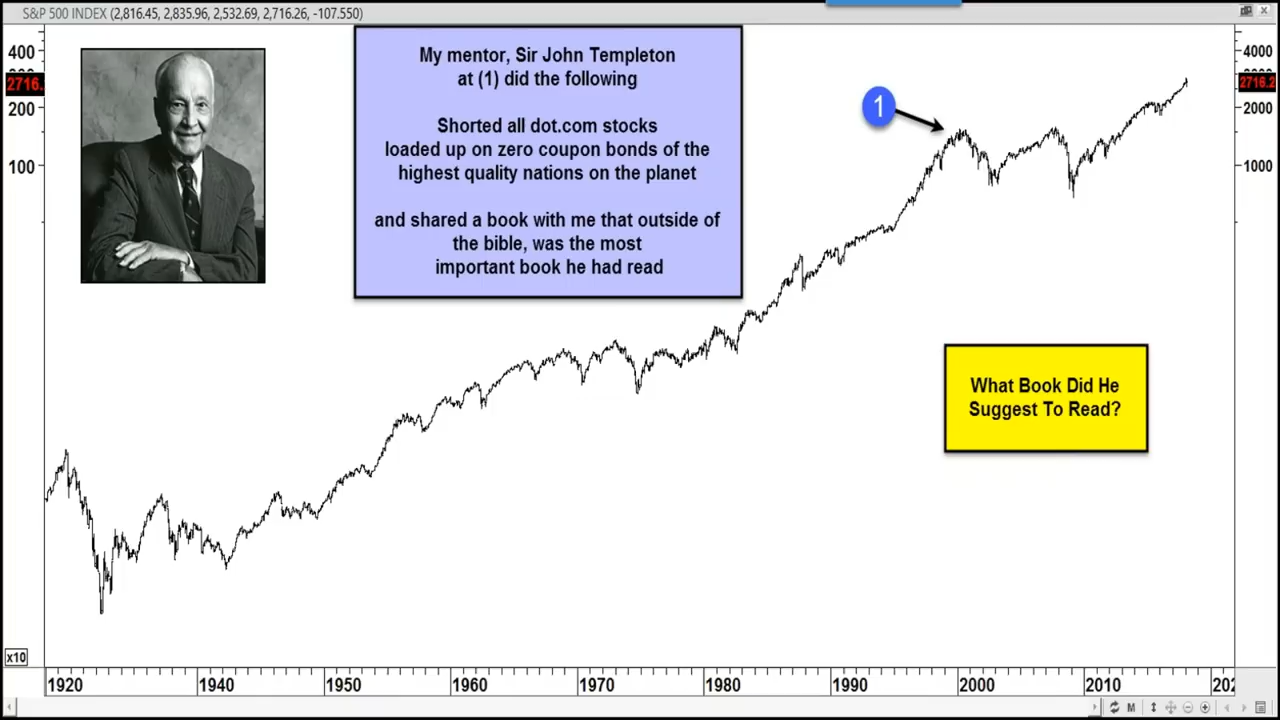 S&P 500 INDEX (2,816.45, 2,835.96, 2,532.69, 2,716.26, -107.550)
My mentor, Sir John Templeton
at (1) did the following
Shorted all dot.com stocks
loaded up on zero coupon bonds of the
highest quality nations on the planet
and shared a book with me that outside of
the bible, was the most
important book he had read
1
What Book Did He
Suggest To Read?
400
2716.
200
100
4000
2716.2
2000
1000
x10
1920 1940 1950 1960 1970 1980 1990 2000 2010 202
M